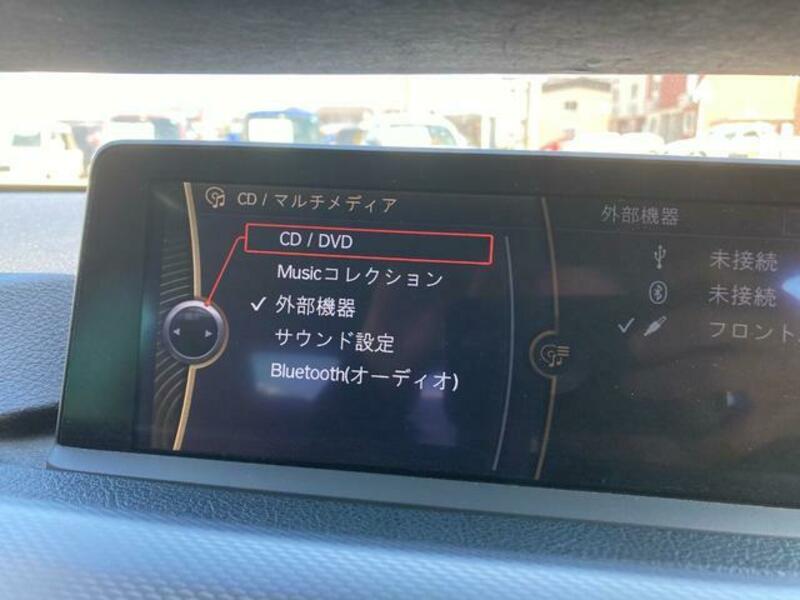 CD / マルチメディア
CD / DVD
Musicコレクション
外部機器
サウンド設定
Bluetooth(オーディオ)
外部機器
未接続
未接続
フロント